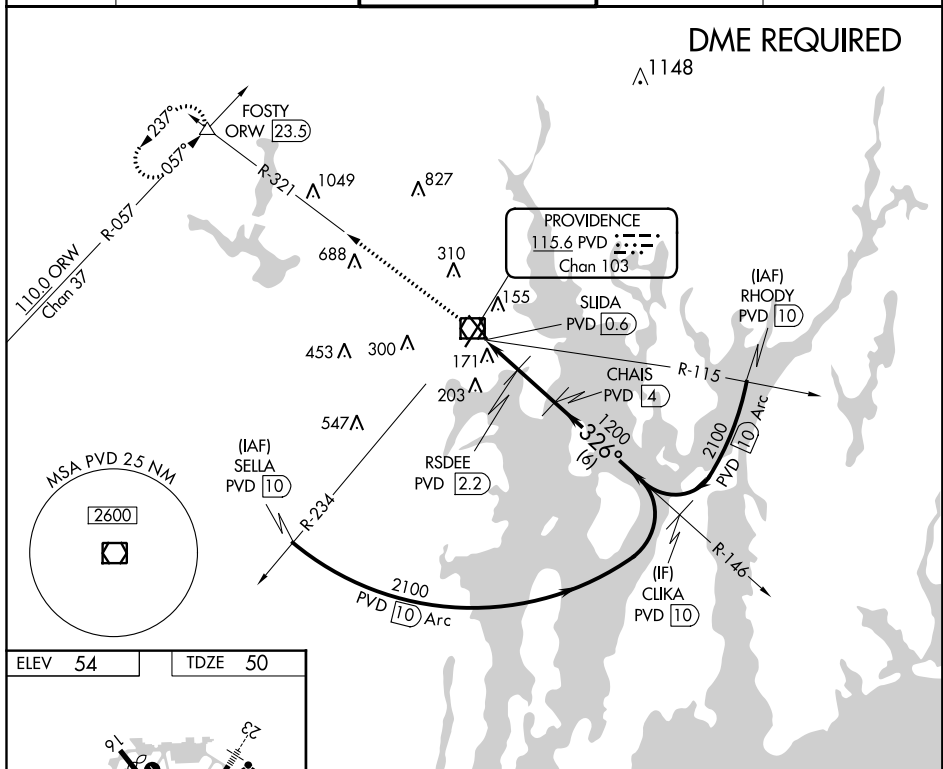 DME REQUIRED
1148
FOSTY
ORW 23.5
237°
057°
R-057
110.0 ORW
Chan 37
R-321
1049
827
688
310
PROVIDENCE
115.6 PVD
Chan 103
155
SLIDA
PVD 0.6
(IAF)
RHODY
PVD 10
453
300
171
203
R-115
CHAIS
PVD 4
547
1200
326°
(6)
2100
PVD 10 Arc
RSDEE
PVD 2.2
(IAF)
SELLA
PVD 10
R-234
MSA PVD 25 NM
2600
R-146
(IF)
CLIKA
PVD 10
2100
PVD 10 Arc
ELEV 54
TDZE 50
16
23